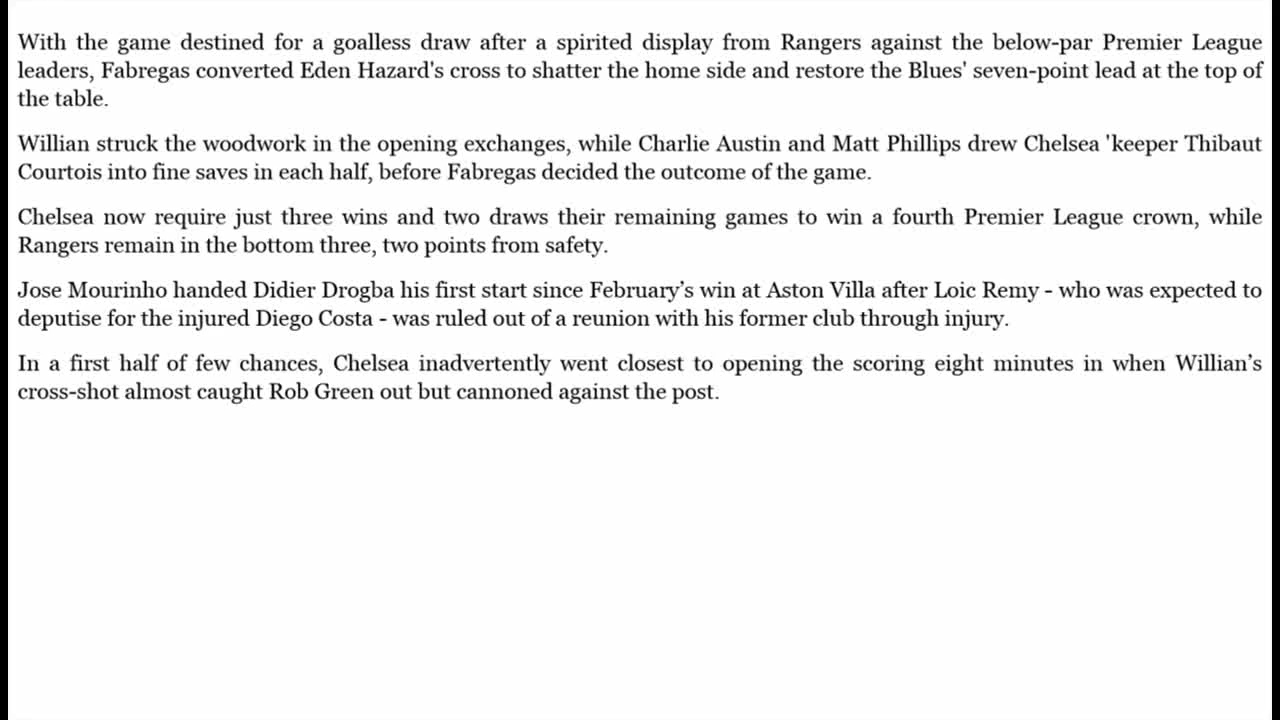 With the game destined for a goalless draw after a spirited display from Rangers against the below-par Premier League
leaders, Fabregas converted Eden Hazard's cross to shatter the home side and restore the Blues' seven-point lead at the top of
the table.
Willian struck the woodwork in the opening exchanges, while Charlie Austin and Matt Phillips drew Chelsea 'keeper Thibaut
Courtois into fine saves in each half, before Fabregas decided the outcome of the game.
Chelsea now require just three wins and two draws their remaining games to win a fourth Premier League crown, while
Rangers remain in the bottom three, two points from safety.
Jose Mourinho handed Didier Drogba his first start since February’s win at Aston Villa after Loic Remy - who was expected to
deputise for the injured Diego Costa - was ruled out of a reunion with his former club through injury.
In a first half of few chances, Chelsea inadvertently went closest to opening the scoring eight minutes in when Willian’s
cross-shot almost caught Rob Green out but cannoned against the post.